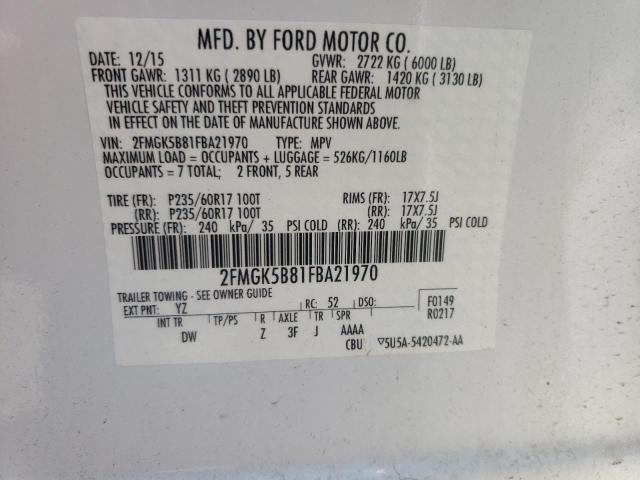 MFD. BY FORD MOTOR CO.
DATE: 12/15 GVWR: 2722 KG ( 6000 LB)
FRONT GAWR: 1311 KG ( 2890 LB) REAR GAWR: 1420 KG ( 3130 LB)
THIS VEHICLE CONFORMS TO ALL APPLICABLE FEDERAL MOTOR
VEHICLE SAFETY AND THEFT PREVENTION STANDARDS
IN EFFECT ON THE DATE OF MANUFACTURE SHOWN ABOVE.
VIN: 2FMGK5B81FBA21970 TYPE: MPV
MAXIMUM LOAD = OCCUPANTS + LUGGAGE = 526KG/1160LB
OCCUPANTS = 7 TOTAL; 2 FRONT, 5 REAR
TIRE (FR): P235/60R17 100T RIMS (FR): 17X7.5J
(RR): P235/60R17 100T (RR): 17X7.5J
PRESSURE (FR): 240 kPa/ 35 PSI COLD (RR): 240 kPa/ 35 PSI COLD
2FMGK5B81FBA21970
TRAILER TOWING - SEE OWNER GUIDE
EXT PNT: YZ RC: 52 DSO: F0149
INT TR TP/PS R AXLE TR SPR R0217
DW Z 3F J AAAA
CBU ▽5U5A-5420472-AA